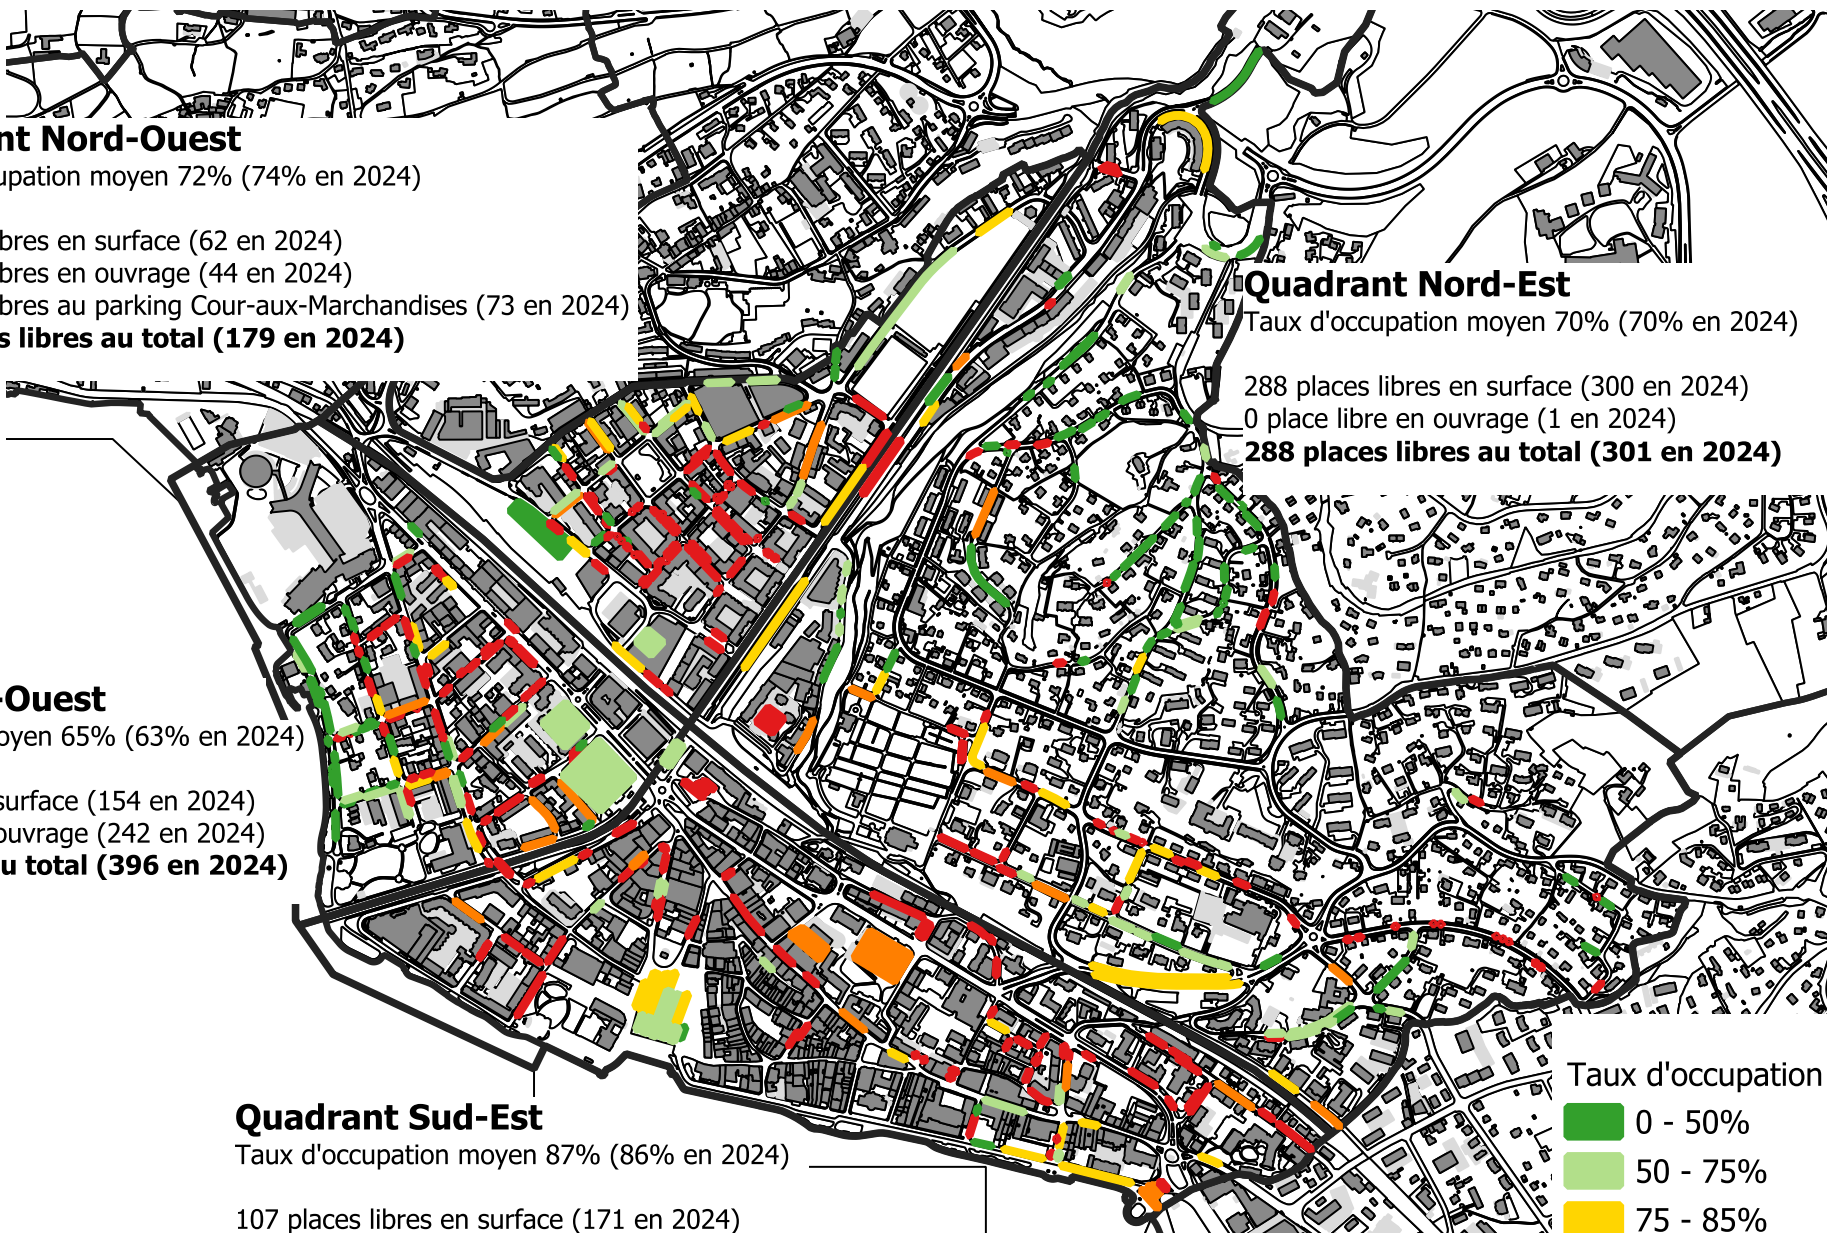 nt Nord-Ouest
upation moyen 72% (74% en 2024)
ibres en surface (62 en 2024)
ibres en ouvrage (44 en 2024)
ibres au parking Cour-aux-Marchandises (73 en 2024)
s libres au total (179 en 2024)
Quadrant Nord-Est
Taux d'occupation moyen 70% (70% en 2024)
288 places libres en surface (300 en 2024)
0 place libre en ouvrage (1 en 2024)
288 places libres au total (301 en 2024)
-Ouest
oyen 65% (63% en 2024)
surface (154 en 2024)
ouvrage (242 en 2024)
u total (396 en 2024)
Quadrant Sud-Est
Taux d'occupation moyen 87% (86% en 2024)
107 places libres en surface (171 en 2024)
Taux d'occupation
0 - 50%
50 - 75%
75 - 85%